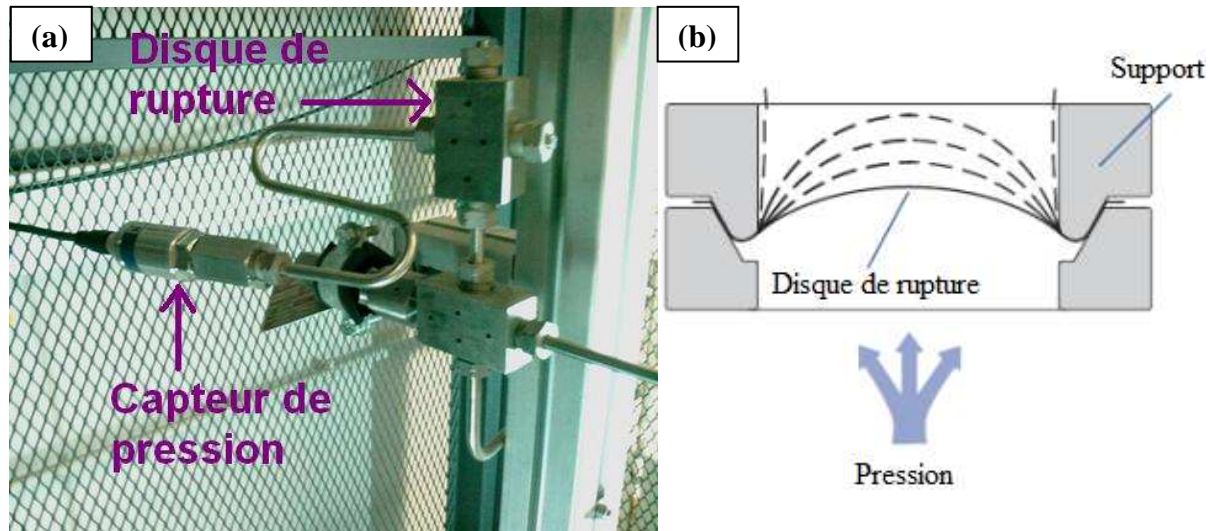 (a)
Disque de
rupture
Capteur de
pression
(b)
Support
Disque de rupture
Pression